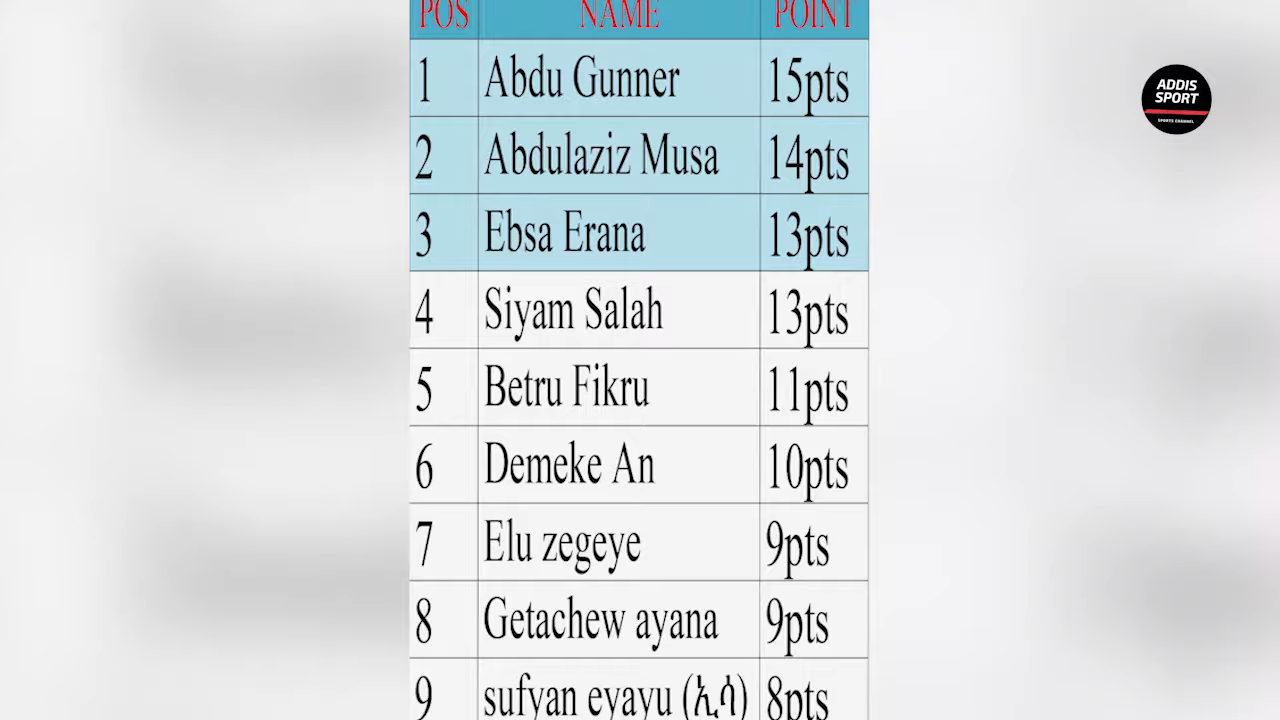 POS NAME POINT
1 Abdu Gunner 15pts
2 Abdulaziz Musa 14pts
3 Ebsa Erana 13pts
4 Siyam Salah 13pts
5 Betru Fikru 11pts
6 Demeke An 10pts
7 Elu zegeye 9pts
8 Getachew ayana 9pts
9 sufyan eyayu (ኢሳ) 8pts
ADDIS
SPORT
SPORTS CHANNEL